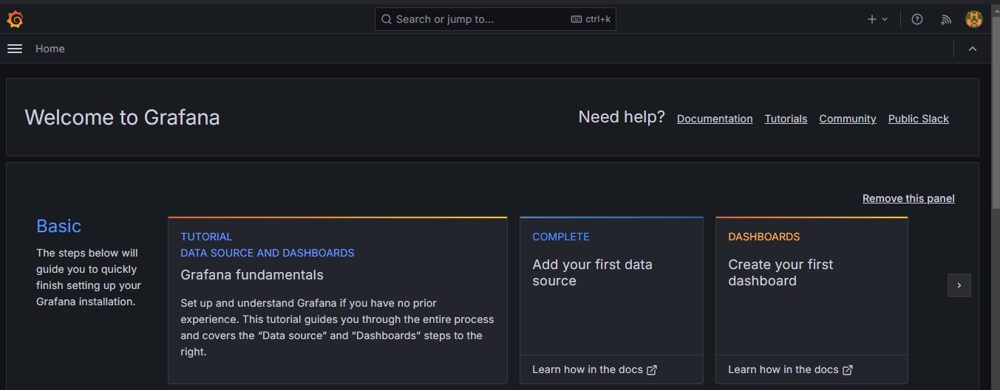 Search or jump to... ctrl+k
Home
Welcome to Grafana
Need help? Documentation Tutorials Community Public Slack
Remove this panel
Basic
The steps below will
guide you to quickly
finish setting up your
Grafana installation.
TUTORIAL
DATA SOURCE AND DASHBOARDS
Grafana fundamentals
Set up and understand Grafana if you have no prior
experience. This tutorial guides you through the entire process
and covers the “Data source” and “Dashboards” steps to the
right.
COMPLETE
Add your first data
source
Learn how in the docs
DASHBOARDS
Create your first
dashboard
Learn how in the docs